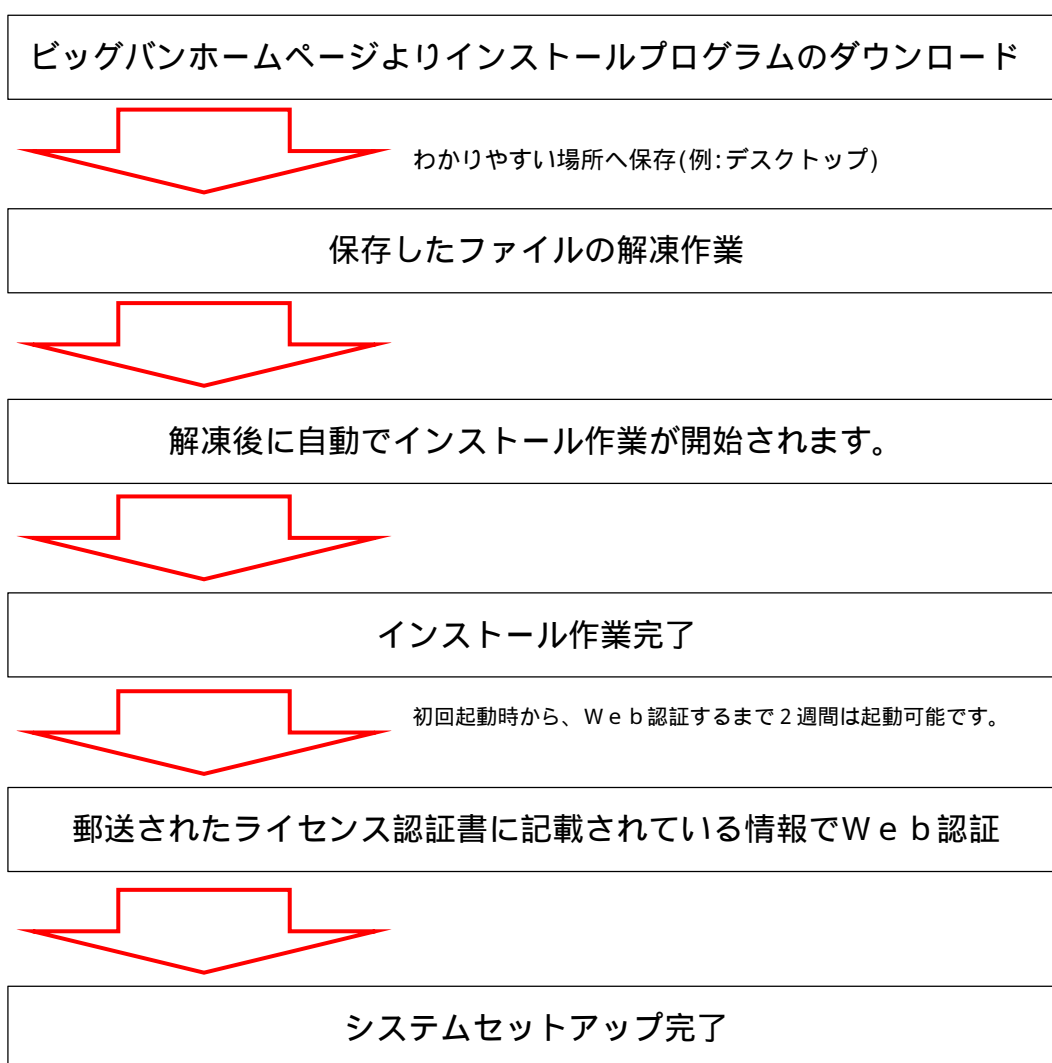 ビッグバンホームページよりインストールプログラムのダウンロード
わかりやすい場所へ保存(例:デスクトップ)
保存したファイルの解凍作業
解凍後に自動でインストール作業が開始されます。
インストール作業完了
初回起動時から、Ｗｅｂ認証するまで２週間は起動可能です。
郵送されたライセンス認証書に記載されている情報でＷｅｂ認証
システムセットアップ完了